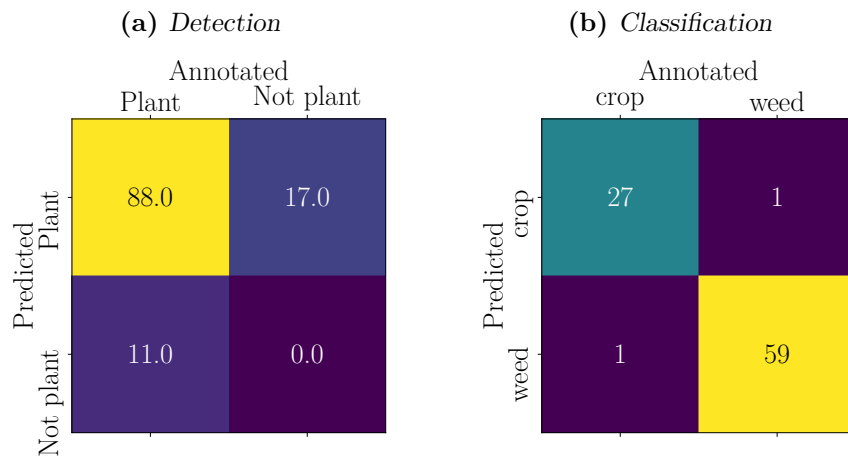 (a) Detection
Annotated
Plant Not plant
Predicted
Plant
88.0 17.0
Not plant
11.0 0.0
(b) Classification
Annotated
crop weed
Predicted
crop
27 1
weed
1 59